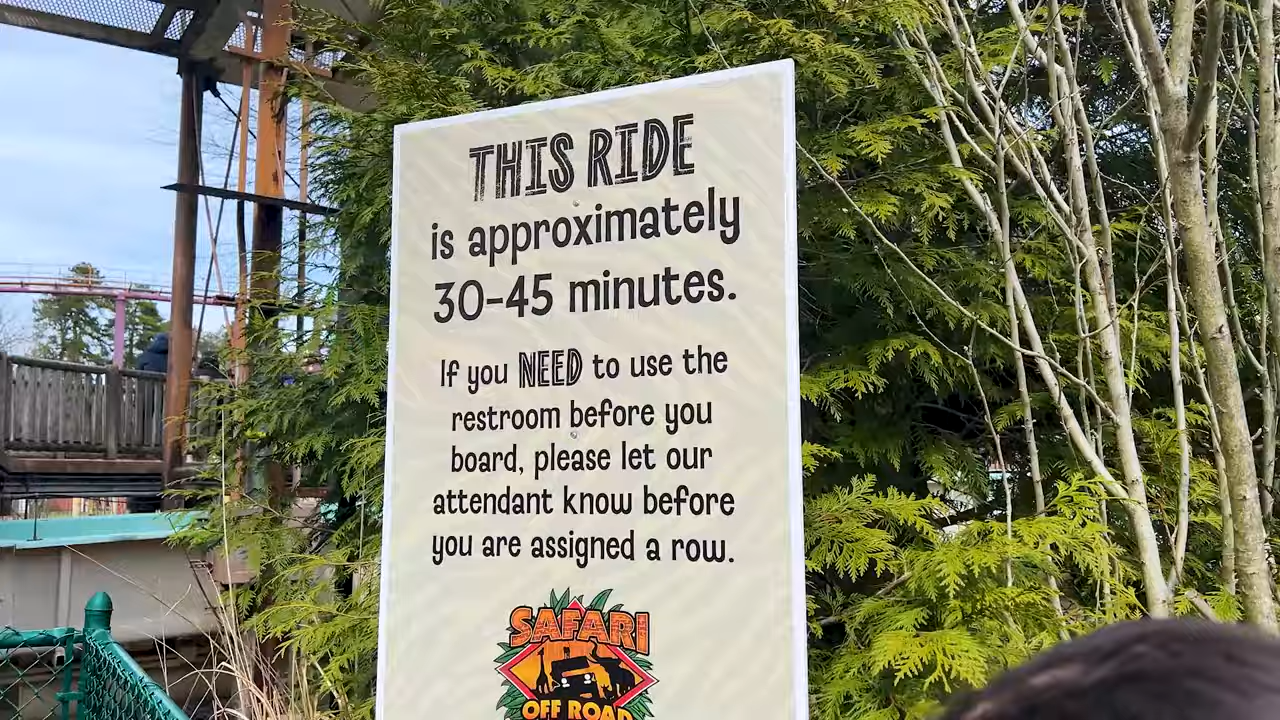 THIS RIDE
is approximately
30-45 minutes.
If you NEED to use the
restroom before you
board, please let our
attendant know before
you are assigned a row.
SAFARI
OFF ROAD